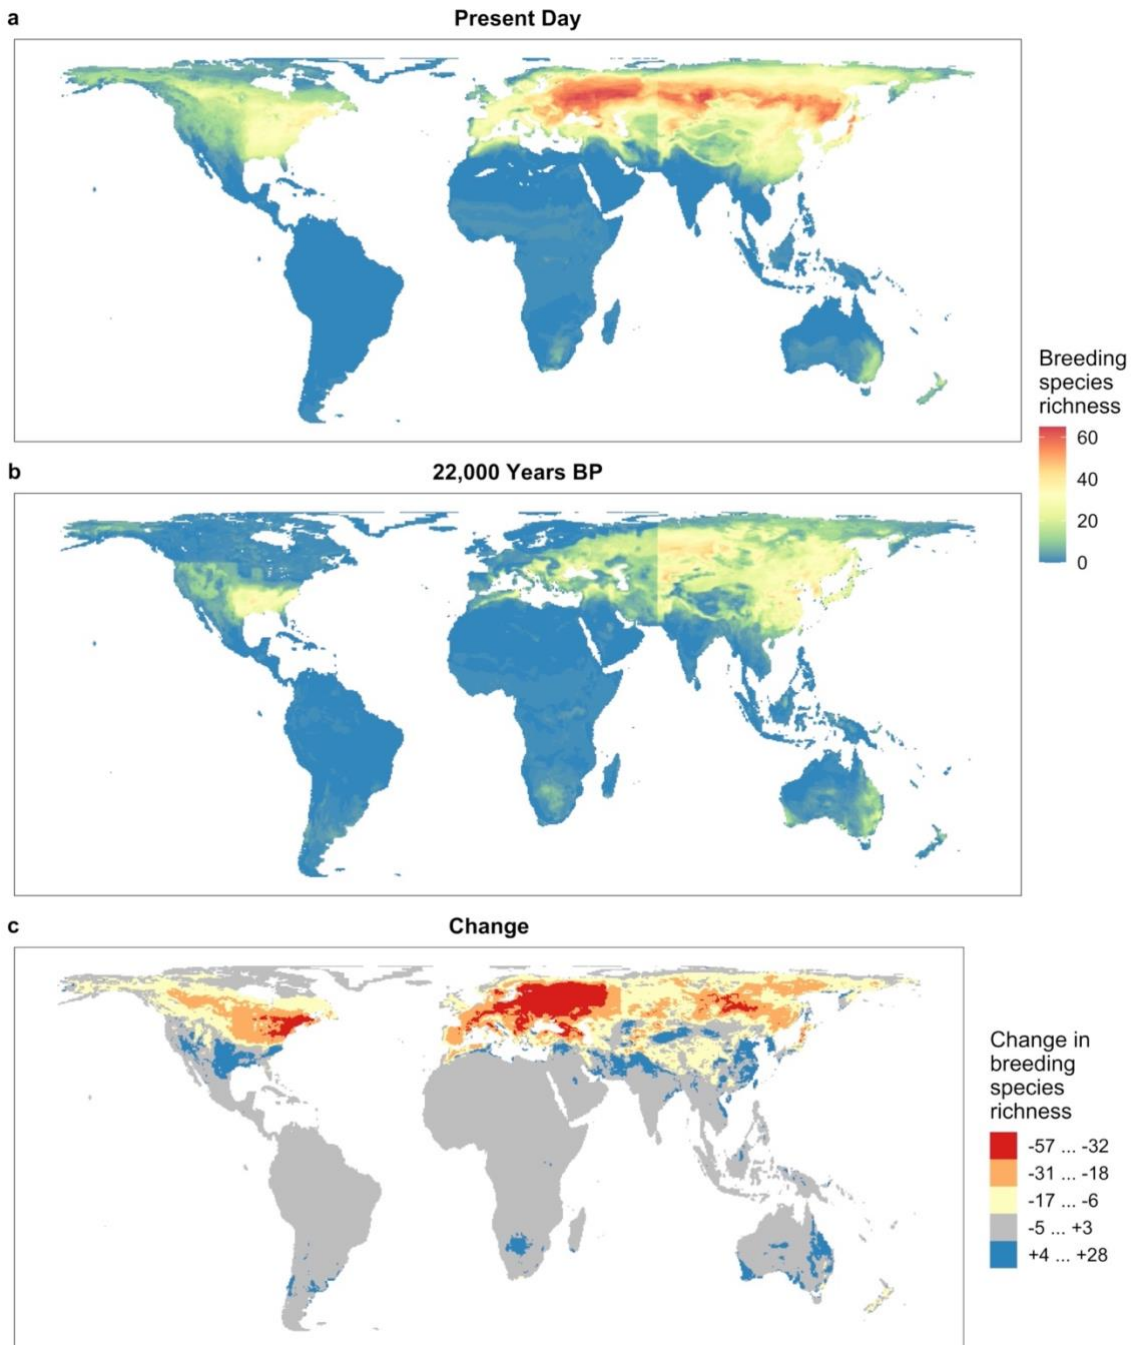 a
Present Day
Breeding
species
richness
60
40
20
0
b
22,000 Years BP
c
Change
Change in
breeding
species
richness
-57 ... -32
-31 ... -18
-17 ... -6
-5 ... +3
+4 ... +28